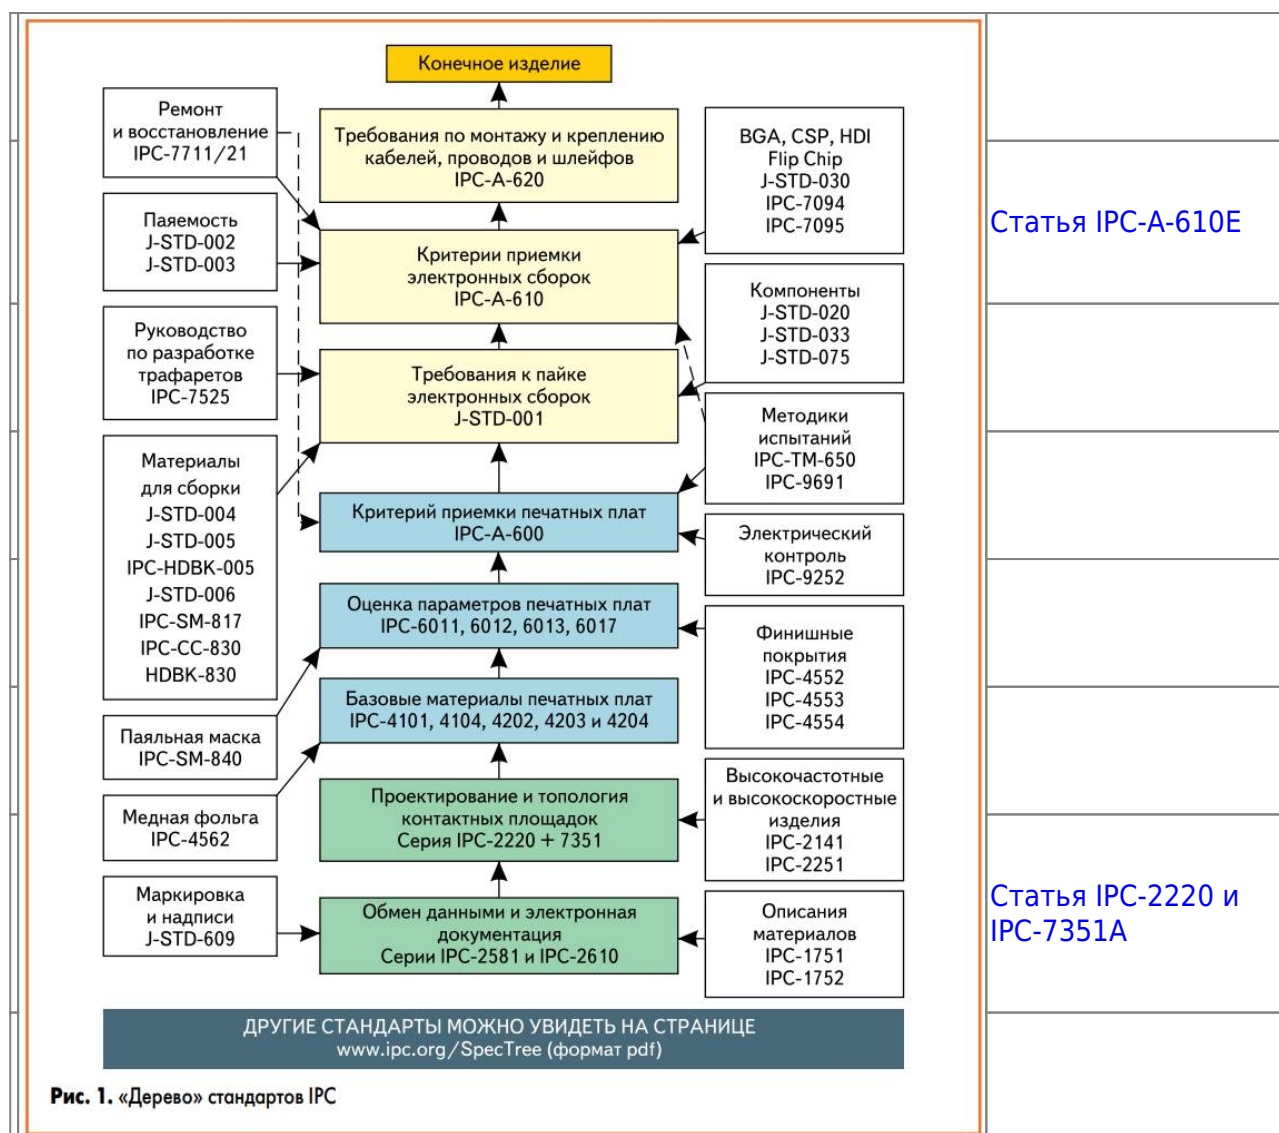 Конечное изделие
Ремонт
и восстановление
IPC-7711/21
Требования по монтажу и креплению
кабелей, проводов и шлейфов
IPC-A-620
BGA, CSP, HDI
Flip Chip
J-STD-030
IPC-7094
IPC-7095
Паяемость
J-STD-002
J-STD-003
Критерии приемки
электронных сборок
IPC-A-610
Статья IPC-A-610E
Компоненты
J-STD-020
J-STD-033
J-STD-075
Руководство
по разработке
трафаретов
IPC-7525
Требования к пайке
электронных сборок
J-STD-001
Методики
испытаний
IPC-TM-650
IPC-9691
Материалы
для сборки
J-STD-004
J-STD-005
IPC-HDBK-005
J-STD-006
IPC-SM-817
IPC-CC-830
HDBK-830
Критерий приемки печатных плат
IPC-A-600
Электрический
контроль
IPC-9252
Оценка параметров печатных плат
IPC-6011, 6012, 6013, 6017
Финишные
покрытия
IPC-4552
IPC-4553
IPC-4554
Базовые материалы печатных плат
IPC-4101, 4104, 4202, 4203 и 4204
Паяльная маска
IPC-SM-840
Высокочастотные
и высокоскоростные
изделия
IPC-2141
IPC-2251
Проектирование и топология
контактных площадок
Серия IPC-2220 + 7351
Медная фольга
IPC-4562
Маркировка
и надписи
J-STD-609
Обмен данными и электронная
документация
Серии IPC-2581 и IPC-2610
Описания
материалов
IPC-1751
IPC-1752
Статья IPC-2220 и
IPC-7351A
ДРУГИЕ СТАНДАРТЫ МОЖНО УВИДЕТЬ НА СТРАНИЦЕ
www.ipc.org/SpecTree (формат pdf)
Рис. 1. «Дерево» стандартов IPC